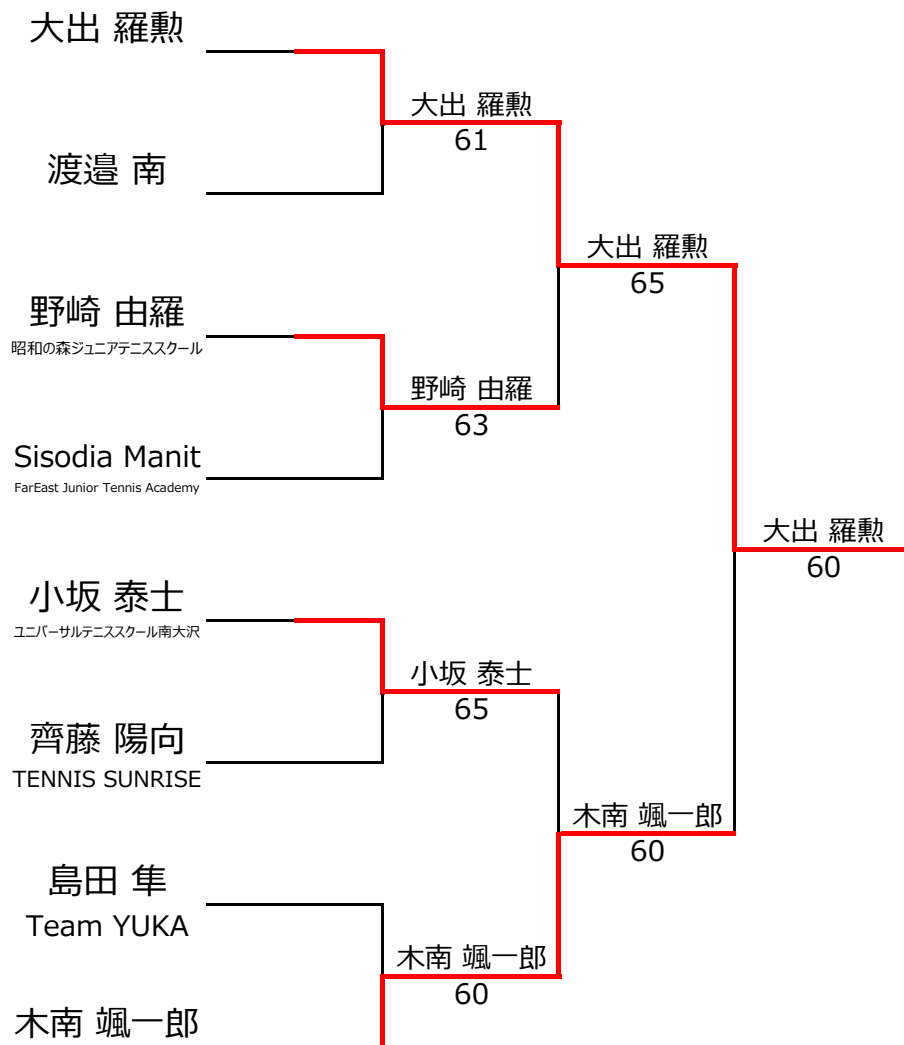 大出 羅勲
渡邉 南
野崎 由羅
昭和の森ジュニアテニススクール
Sisodia Manit
FarEast Junior Tennis Academy
小坂 泰士
ユニバーサルテニススクール南大沢
齊藤 陽向
TENNIS SUNRISE
島田 隼
Team YUKA
木南 颯一郎
大出 羅勲
61
野崎 由羅
63
小坂 泰士
65
木南 颯一郎
60
大出 羅勲
65
木南 颯一郎
60
大出 羅勲
60